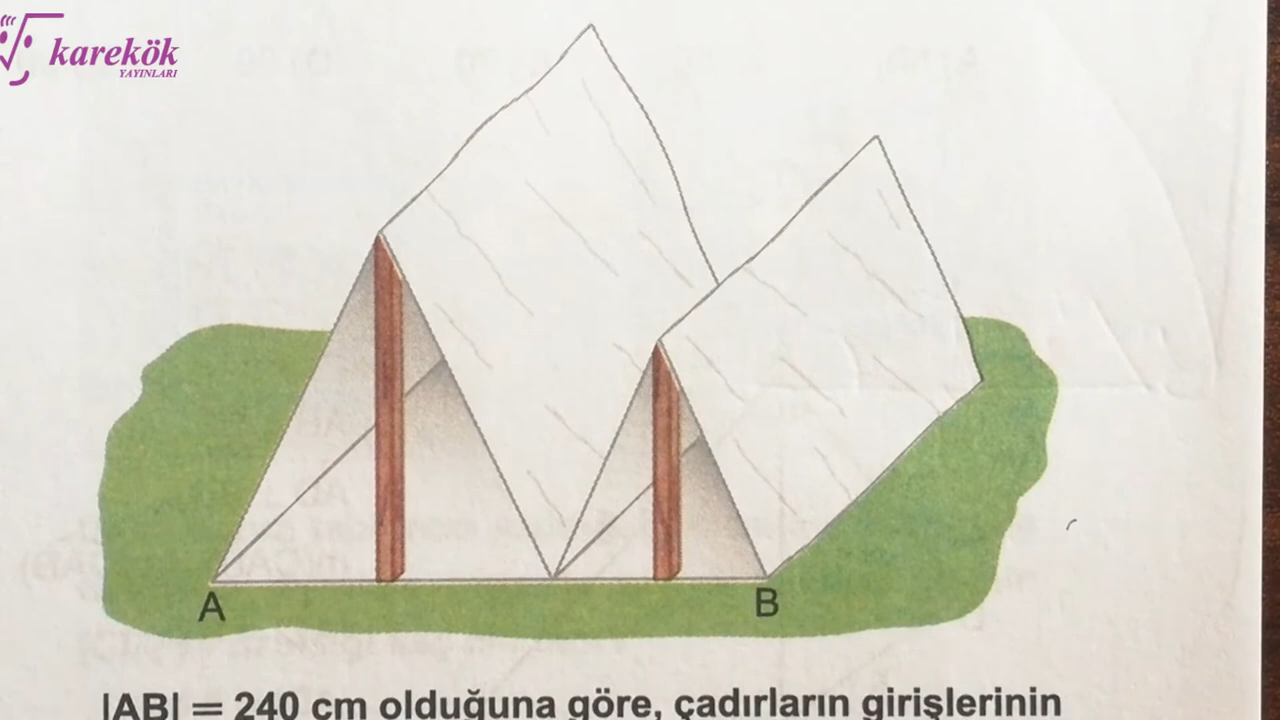 karekök
YAYINLARI
A
B
|AB| = 240 cm olduğuna göre, çadırların girişlerinin